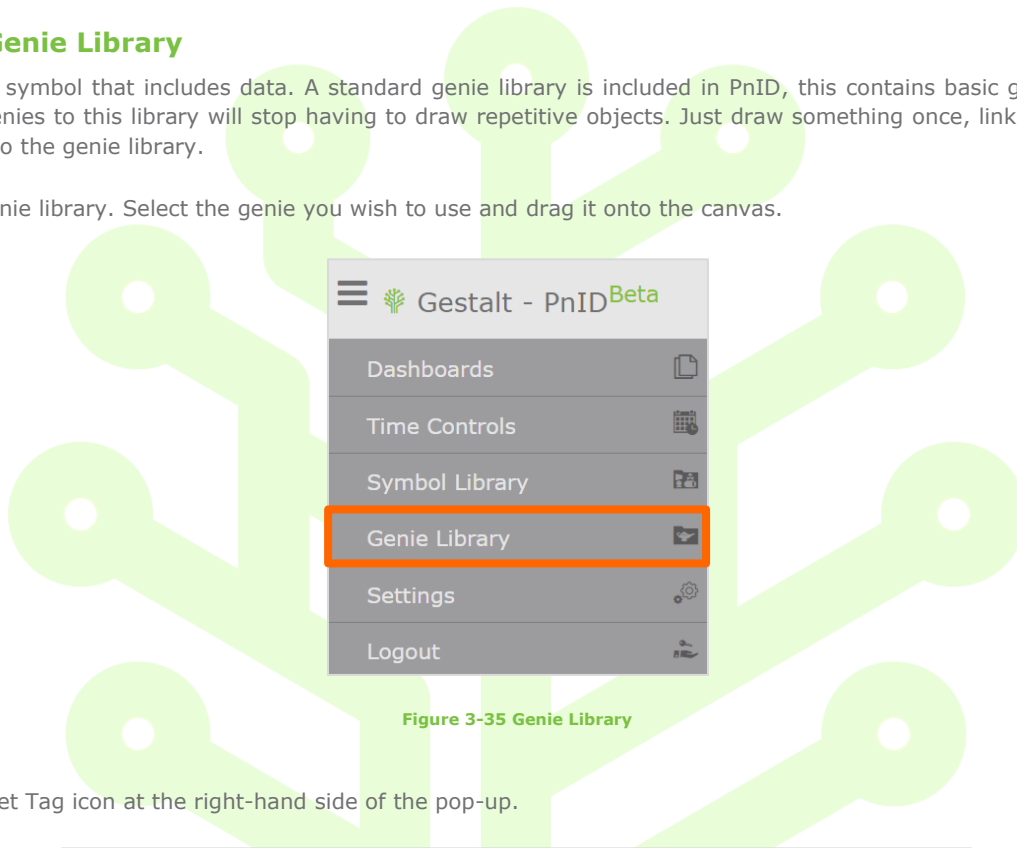 Genie Library
symbol that includes data. A standard genie library is included in PnID, this contains basic g
enies to this library will stop having to draw repetitive objects. Just draw something once, link
o the genie library.
nie library. Select the genie you wish to use and drag it onto the canvas.
Gestalt - PnID Beta
Dashboards
Time Controls
Symbol Library
Genie Library
Settings
Logout
Figure 3-35 Genie Library
et Tag icon at the right-hand side of the pop-up.